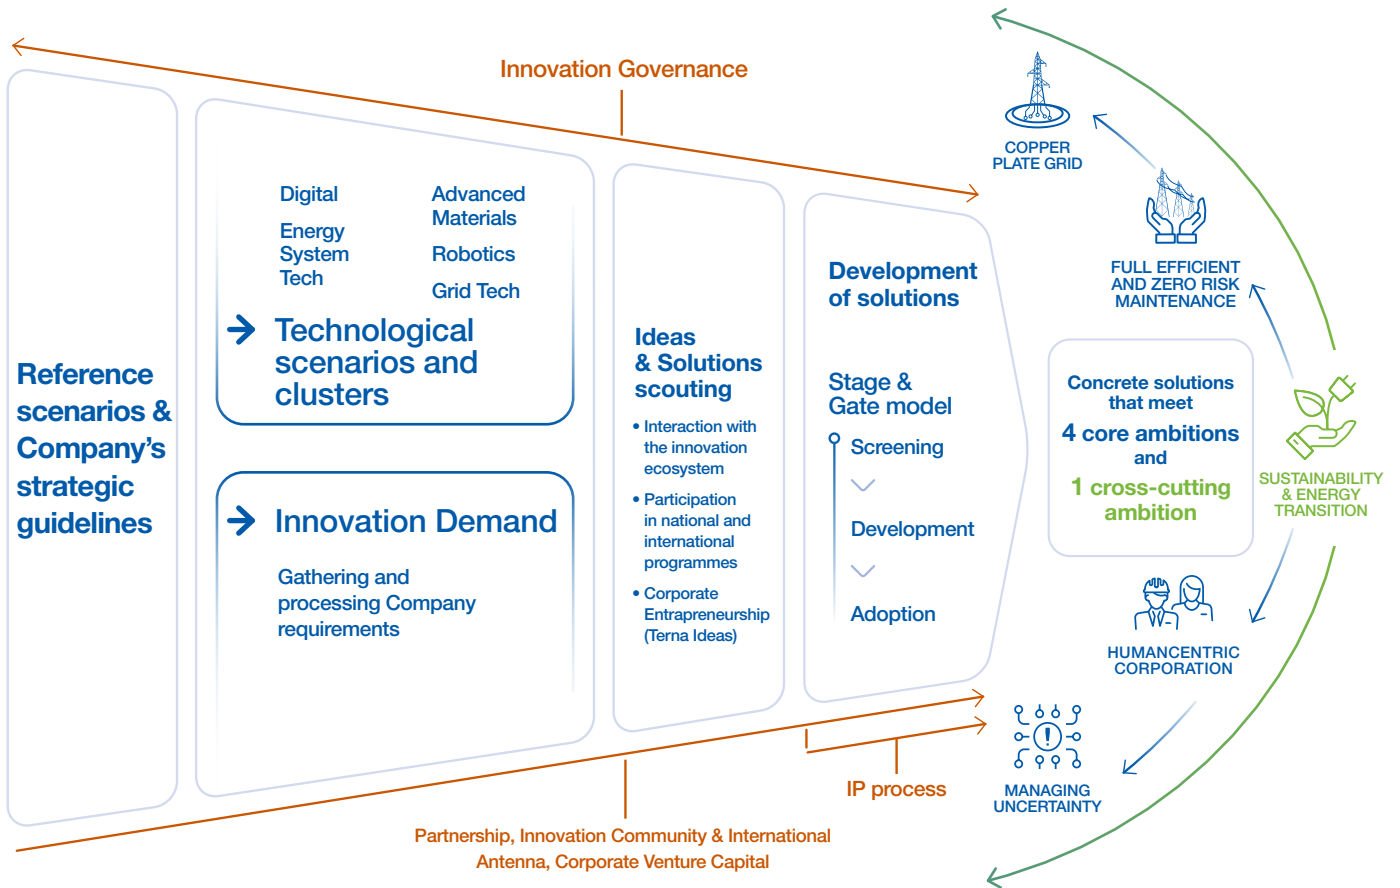 Innovation Governance
Reference
scenarios &
Company’s
strategic
guidelines
Digital
Energy
System
Tech
Advanced
Materials
Robotics
Grid Tech
Technological
scenarios and
clusters
Innovation Demand
Gathering and
processing Company
requirements
Ideas
& Solutions
scouting
• Interaction with
the innovation
ecosystem
• Participation
in national and
international
programmes
• Corporate
Entrapreneurship
(Terna Ideas)
Development
of solutions
Stage &
Gate model
Screening
Development
Adoption
IP process
Partnership, Innovation Community & International
Antenna, Corporate Venture Capital
COPPER
PLATE GRID
FULL EFFICIENT
AND ZERO RISK
MAINTENANCE
Concrete solutions
that meet
4 core ambitions
and
1 cross-cutting
ambition
SUSTAINABILITY
& ENERGY
TRANSITION
HUMANCENTRIC
CORPORATION
MANAGING
UNCERTAINTY